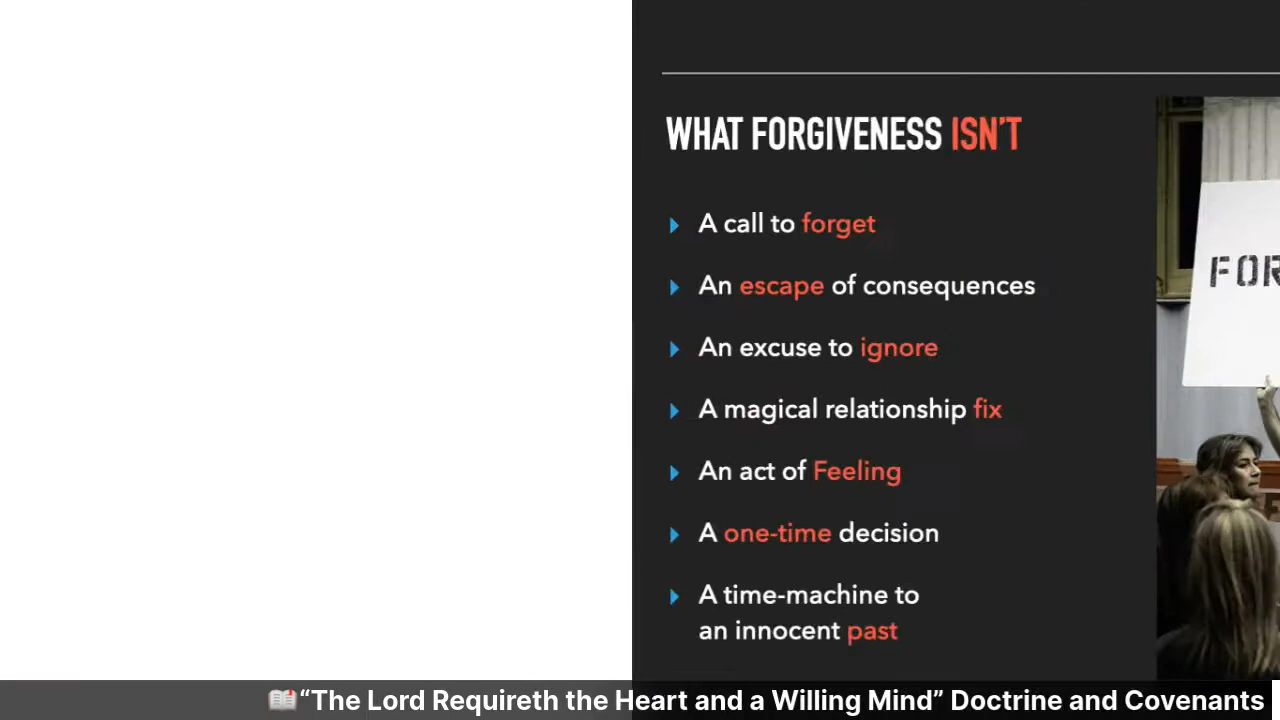 WHAT FORGIVENESS ISN'T
A call to forget
An escape of consequences
An excuse to ignore
A magical relationship fix
An act of Feeling
A one-time decision
A time-machine to
an innocent past
FOR
“The Lord Requireth the Heart and a Willing Mind” Doctrine and Covenants